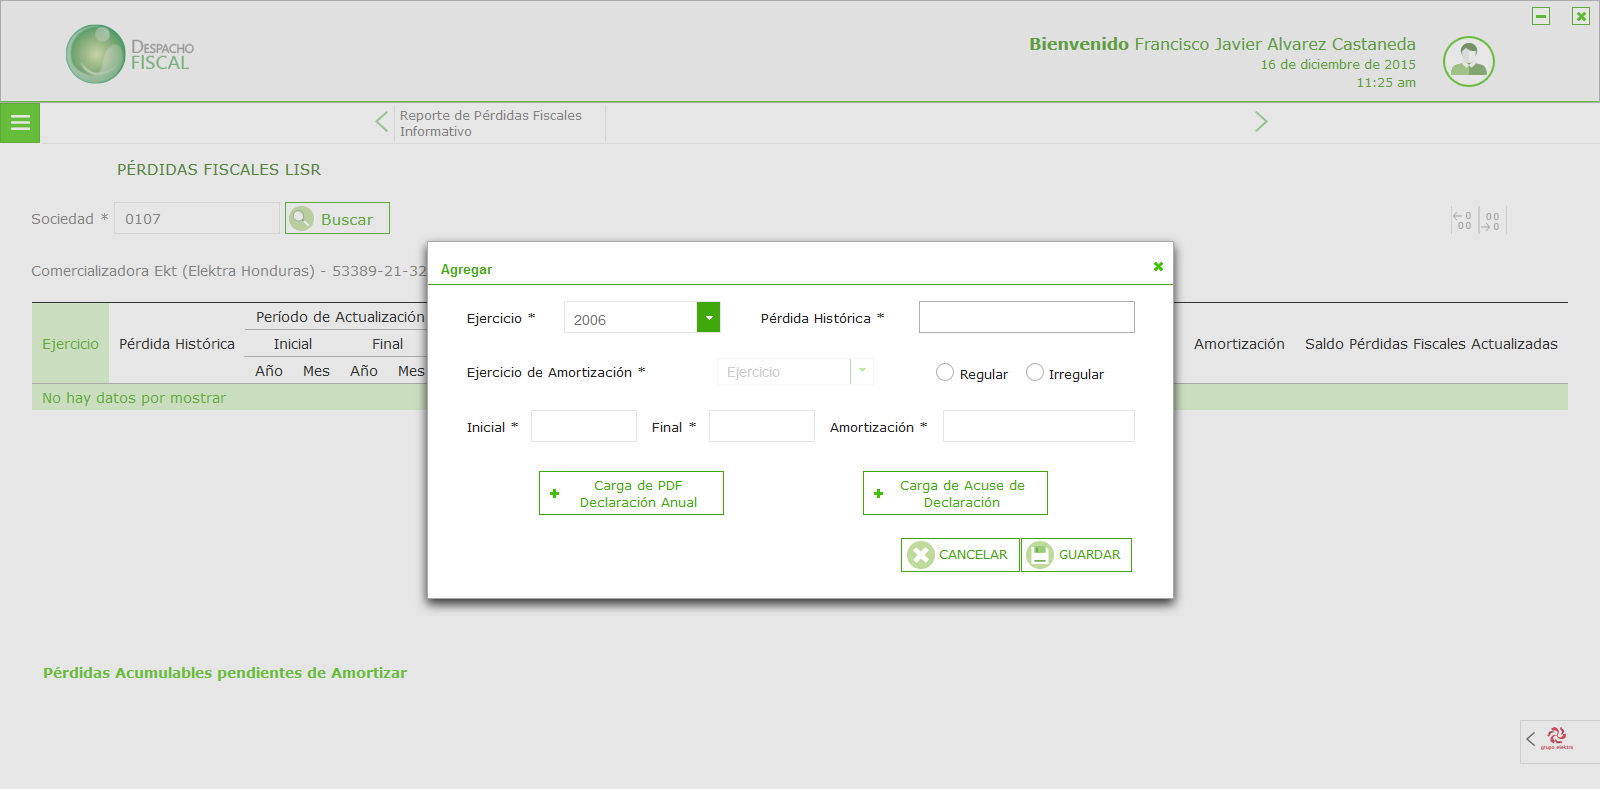 DESPACHO
FISCAL
Bienvenido Francisco Javier Alvarez Castaneda
16 de diciembre de 2015
11:25 am
Reporte de Pérdidas Fiscales
Informativo
PÉRDIDAS FISCALES LISR
Sociedad * 0107 Buscar
←0 00
00 →0
Comercializadora Ekt (Elektra Honduras) - 53389-21-32
Ejercicio
Pérdida Histórica
Período de Actualización
Inicial Final
Año Mes Año Mes
Amortización
Saldo Pérdidas Fiscales Actualizadas
No hay datos por mostrar
Agregar
Ejercicio * 2006 Pérdida Histórica *
Ejercicio de Amortización * Ejercicio Regular Irregular
Inicial * Final * Amortización *
Carga de PDF
Declaración Anual
Carga de Acuse de
Declaración
CANCELAR GUARDAR
Pérdidas Acumulables pendientes de Amortizar
grupo elektra